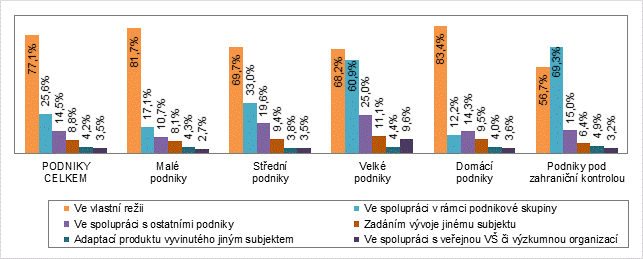 77,1%
25,6%
14,5%
8,8%
4,2%
3,5%
81,7%
17,1%
10,7%
8,1%
4,3%
2,7%
69,7%
33,0%
19,6%
9,4%
3,8%
3,5%
68,2%
60,9%
25,0%
11,1%
4,4%
9,6%
83,4%
12,2%
14,3%
9,5%
4,0%
3,6%
56,7%
69,3%
15,0%
6,4%
4,9%
3,2%
PODNIKY
CELKEM
Malé
podniky
Střední
podniky
Velké
podniky
Domácí
podniky
Podniky pod
zahraniční kontrolou
Ve vlastní režii
Ve spolupráci v rámci podnikové skupiny
Ve spolupráci s ostatními podniky
Zadáním vývoje jinému subjektu
Adaptací produktu vyvinutého jiným subjektem
Ve spolupráci s veřejnou VŠ či výzkumnou organizací